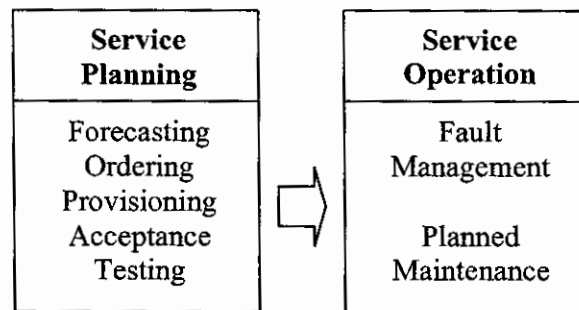 Service
Planning
Forecasting
Ordering
Provisioning
Acceptance
Testing
Service
Operation
Fault
Management
Planned
Maintenance